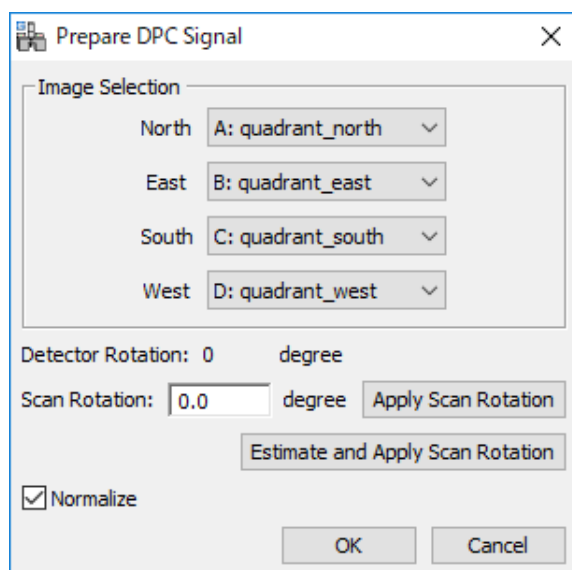 Prepare DPC Signal
Image Selection
North A: quadrant_north
East B: quadrant_east
South C: quadrant_south
West D: quadrant_west
Detector Rotation: 0 degree
Scan Rotation: 0.0 degree Apply Scan Rotation
Estimate and Apply Scan Rotation
Normalize
OK Cancel